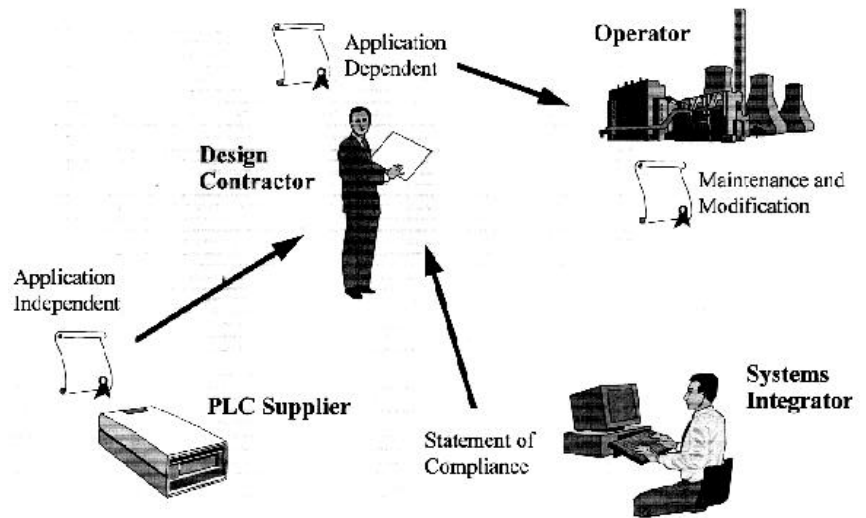 Application
Dependent
Operator
Design
Contractor
Maintenance and
Modification
Application
Independent
PLC Supplier
Systems
Integrator
Statement of
Compliance